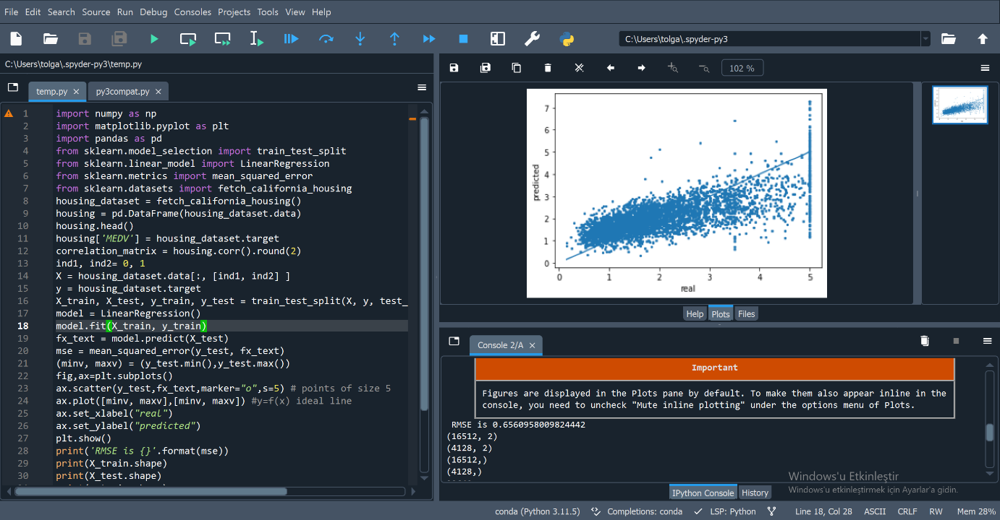 File Edit Search Source Run Debug Consoles Projects Tools View Help
C:\Users\tolga\.spyder-py3
C:\Users\tolga\.spyder-py3\temp.py
temp.py
py3compat.py
1 import numpy as np
2 import matplotlib.pyplot as plt
3 import pandas as pd
4 from sklearn.model_selection import train_test_split
5 from sklearn.linear_model import LinearRegression
6 from sklearn.metrics import mean_squared_error
7 from sklearn.datasets import fetch_california_housing
8 housing_dataset = fetch_california_housing()
9 housing = pd.DataFrame(housing_dataset.data)
10 housing.head()
11 housing['MEDV'] = housing_dataset.target
12 correlation_matrix = housing.corr().round(2)
13 ind1, ind2= 0, 1
14 X = housing_dataset.data[:, [ind1, ind2] ]
15 y = housing_dataset.target
16 X_train, X_test, y_train, y_test = train_test_split(X, y, test_
17 model = LinearRegression()
18 model.fit(X_train, y_train)
19 fx_text = model.predict(X_test)
20 mse = mean_squared_error(y_test, fx_text)
21 (minv, maxv) = (y_test.min(),y_test.max())
22 fig,ax=plt.subplots()
23 ax.scatter(y_test,fx_text,marker="o",s=5) # points of size 5
24 ax.plot([minv, maxv],[minv, maxv]) #y=f(x) ideal line
25 ax.set_xlabel("real")
26 ax.set_ylabel("predicted")
27 plt.show()
28 print('RMSE is {}'.format(mse))
29 print(X_train.shape)
30 print(X_test.shape)
102 %
7
6
5
4
3
2
1
0
predicted
0 1 2 3 4 5
real
Help Plots Files
Console 2/A
Important
Figures are displayed in the Plots pane by default. To make them also appear inline in the
console, you need to uncheck "Mute inline plotting" under the options menu of Plots.
RMSE is 0.6560958009824442
(16512, 2)
(4128, 2)
(16512,)
(4128,)
Windows'u Etkinleştir
Windows'u etkinleştirmek için Ayarlar'a gidin.
IPython Console History
conda (Python 3.11.5) Completions: conda LSP: Python Line 18, Col 28 ASCII CRLF RW Mem 28%